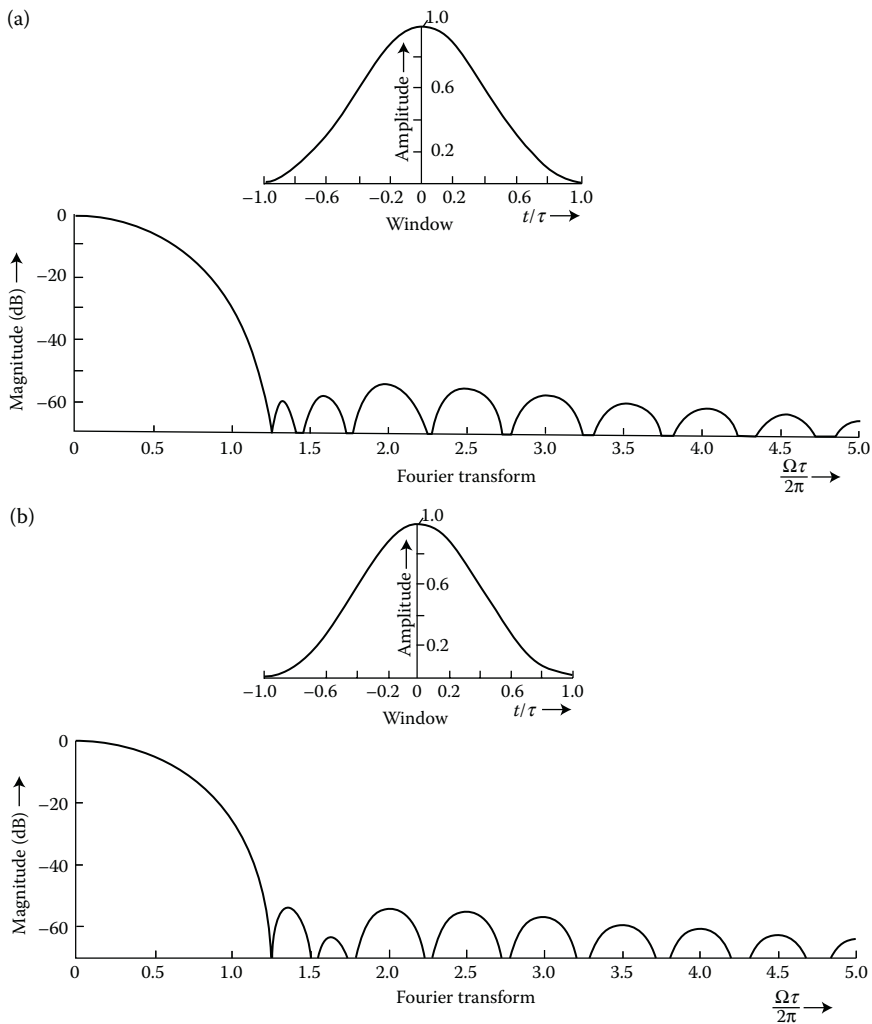 (a)
1.0
Amplitude
0.6
0.2
−1.0 −0.6 −0.2 0 0.2 0.6 1.0
Window
t/τ
0
−20
−40
−60
Magnitude (dB)
0 0.5 1.0 1.5 2.0 2.5 3.0 3.5 4.0 4.5 5.0
Fourier transform
Ωτ
2π
(b)
1.0
Amplitude
0.6
0.2
−1.0 −0.6 −0.2 0 0.2 0.6 1.0
Window
t/τ
0
−20
−40
−60
Magnitude (dB)
0 0.5 1.0 1.5 2.0 2.5 3.0 3.5 4.0 4.5 5.0
Fourier transform
Ωτ
2π